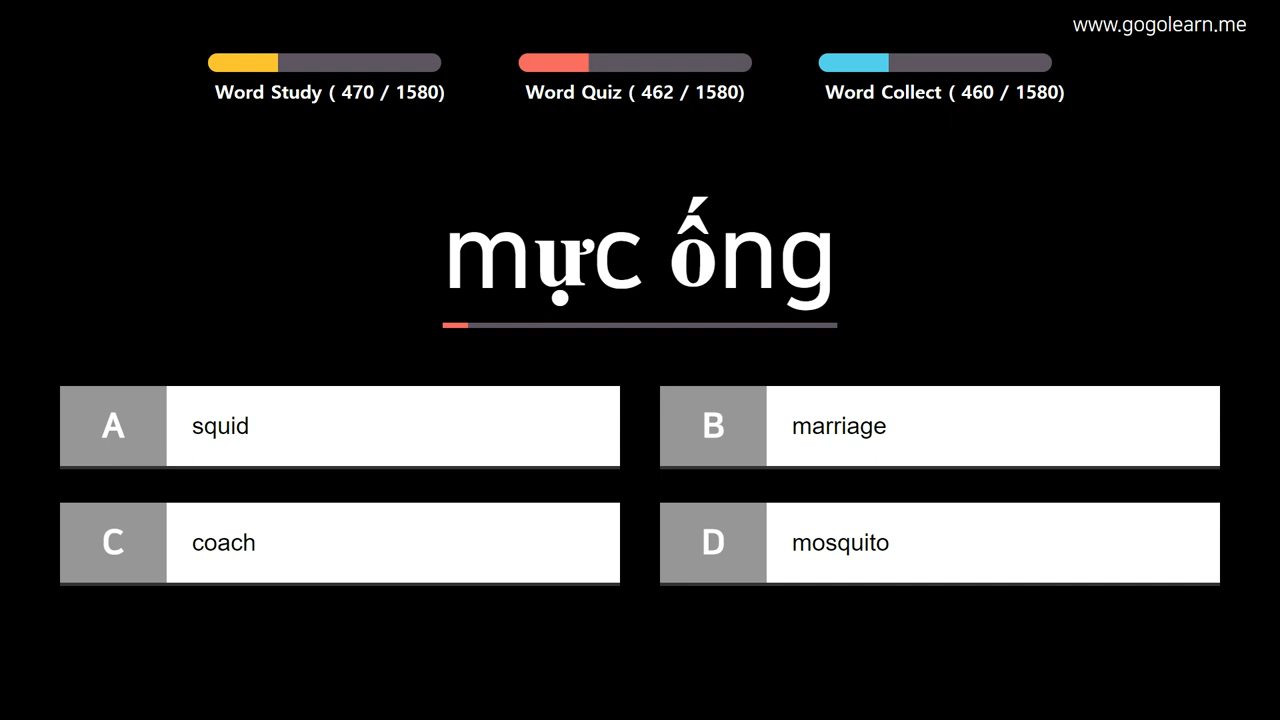 www.gogolearn.me
Word Study ( 470 / 1580)
Word Quiz ( 462 / 1580)
Word Collect ( 460 / 1580)
mực ống
A squid
B marriage
C coach
D mosquito